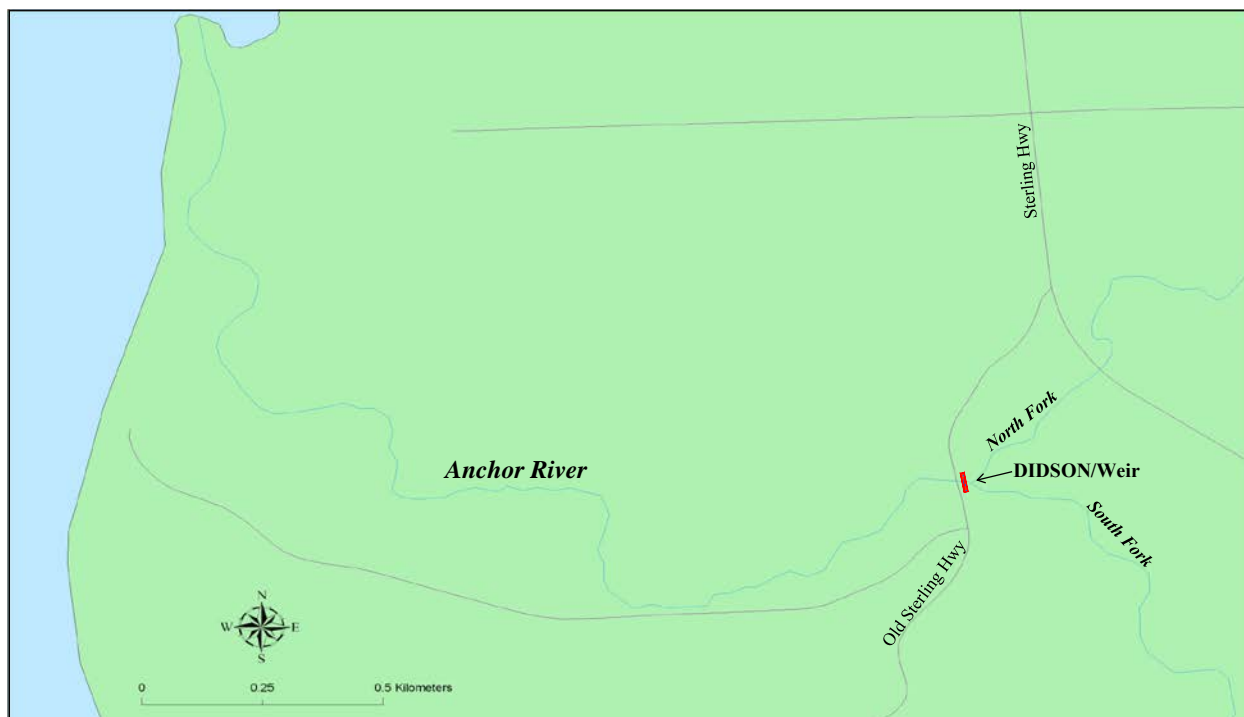 Sterling Hwy
North Fork
Anchor River
DIDSON/Weir
South Fork
Old Sterling Hwy
N
W E
S
0 0.25 0.5 Kilometers